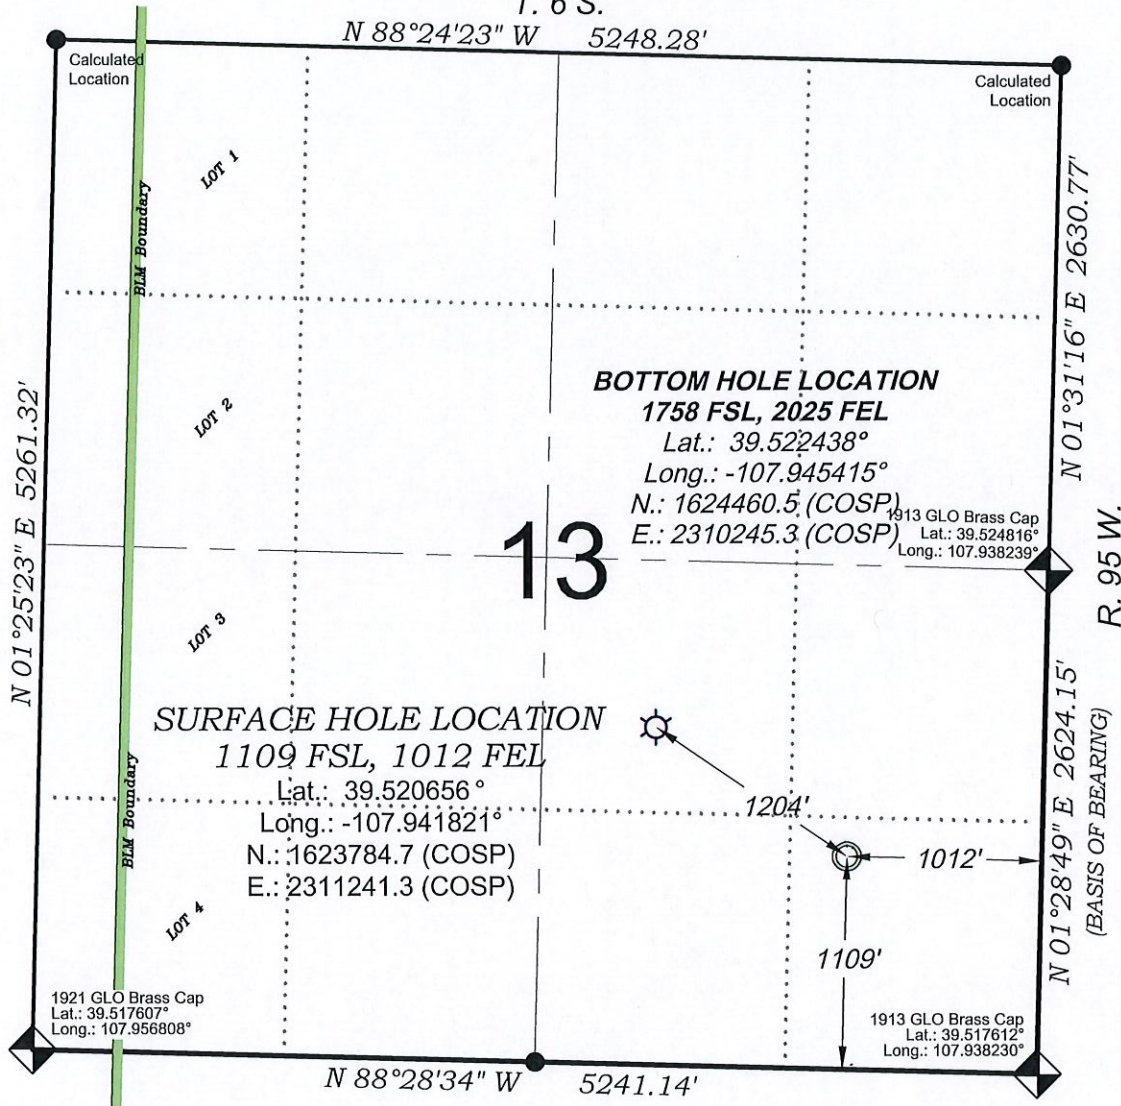 T. 6 S.
N 88°24'23" W 5248.28'
Calculated
Location
Calculated
Location
LOT 1
BLM Boundary
N 01°31'16" E 2630.77'
BOTTOM HOLE LOCATION
1758 FSL, 2025 FEL
Lat.: 39.522438°
Long.: -107.945415°
N.: 1624460.5 (COSP)
E.: 2310245.3 (COSP)
LOT 2
N 01°25'23" E 5261.32'
1913 GLO Brass Cap
Lat.: 39.524816°
Long.: 107.938239°
13
R. 95 W.
LOT 3
SURFACE HOLE LOCATION
1109 FSL, 1012 FEL
Lat.: 39.520656°
Long.: -107.941821°
N.: 1623784.7 (COSP)
E.: 2311241.3 (COSP)
BLM Boundary
1204'
1012'
1109'
N 01°28'49" E 2624.15'
(BASIS OF BEARING)
LOT 4
1921 GLO Brass Cap
Lat.: 39.517607°
Long.: 107.956808°
1913 GLO Brass Cap
Lat.: 39.517612°
Long.: 107.938230°
N 88°28'34" W 5241.14'